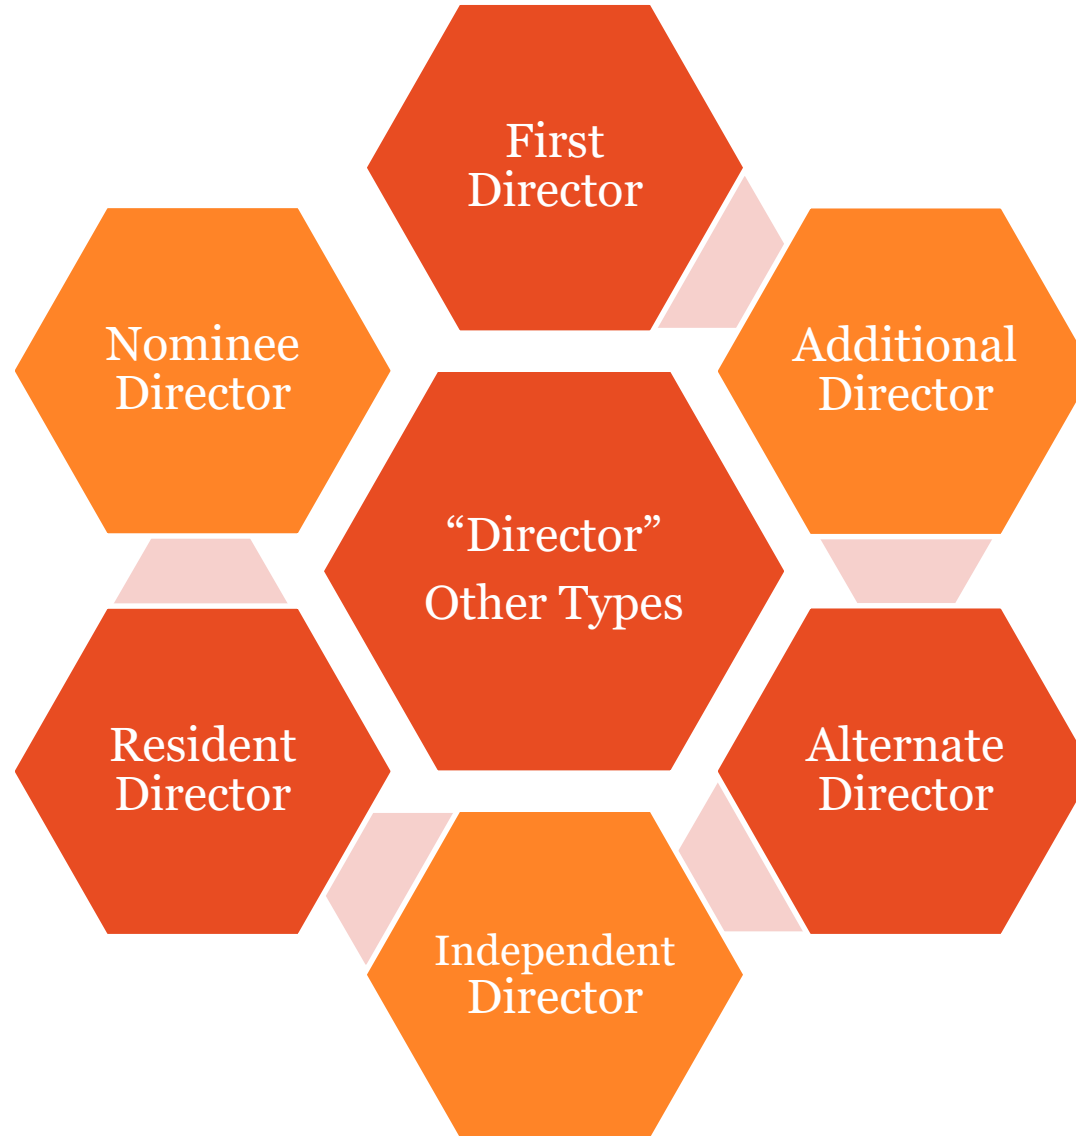 First
Director
Additional
Director
Alternate
Director
Independent
Director
Resident
Director
Nominee
Director
“Director”
Other Types